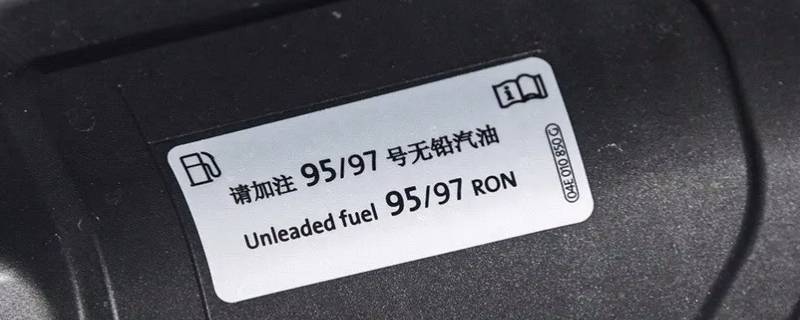 请加注 95/97 号无铅汽油
Unleaded fuel 95/97 RON
04E 010 850 G